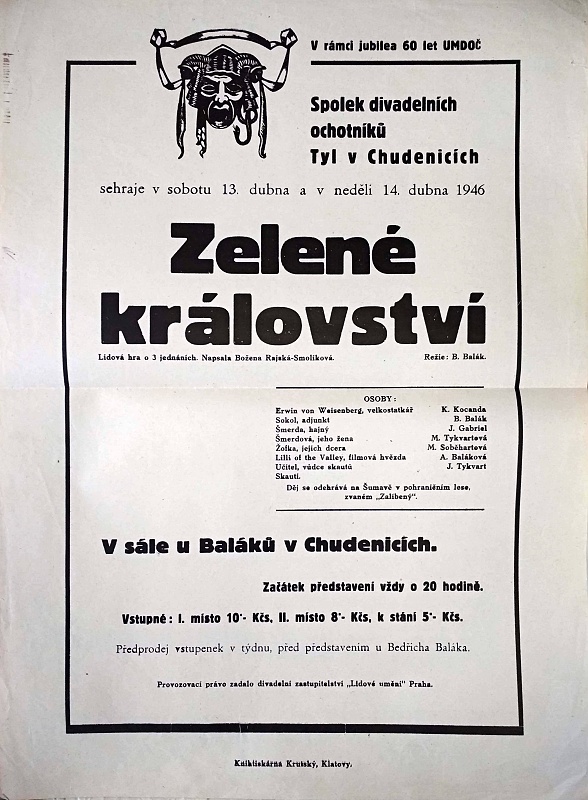 V rámci jubilea 60 let UMDOČ
Spolek divadelních
ochotníků
Tyl v Chudenicích
sehraje v sobotu 13. dubna a v neděli 14. dubna 1946
Zelené
království
Lidová hra o 3 jednáních. Napsala Božena Rajská-Smolíková. Režie: B. Balák.
OSOBY:
Erwin von Weisenberg, velkostatkář K. Kocanda
Sokol, adjunkt B. Balák
Šmerda, hajný J. Gabriel
Šmerdová, jeho žena M. Tykvartová
Žofka, jejich dcera M. Soběhartová
Lilli of the Valley, filmová hvězda A. Baláková
Učitel, vůdce skautů J. Tykvart
Skauti.
Děj se odehrává na Šumavě v pohraničním lese,
zvaném „Zalíbený".
V sále u Baláků v Chudenicích.
Začátek představení vždy o 20 hodině.
Vstupné: I. místo 10·- Kčs, II. místo 8·- Kčs, k stání 5·- Kčs.
Předprodej vstupenek v týdnu, před představením u Bedřicha Baláka.
Provozovací právo zadalo divadelní zastupitelství „Lidové umění" Praha.
Knihtiskárna Krutský, Klatovy.